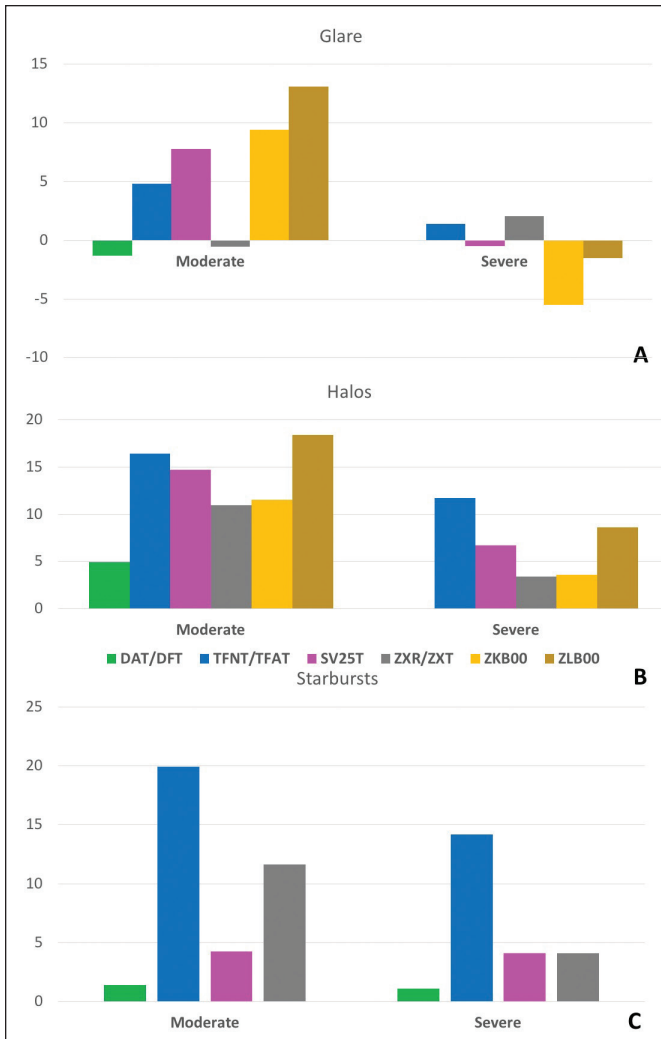 Glare
15
10
5
0
-5
-10
Moderate Severe
A
Halos
20
15
10
5
0
Moderate Severe
DAT/DFT TFNT/TFAT SV25T ZXR/ZXT ZKB00 ZLB00
B
Starbursts
25
20
15
10
5
0
Moderate Severe
C